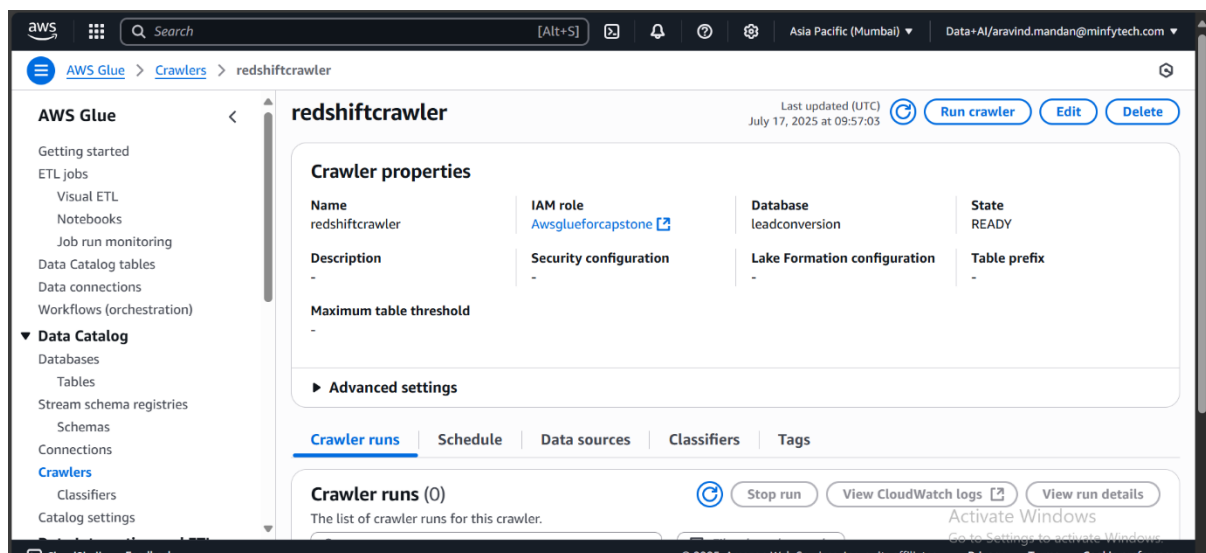 aws
Search [Alt+S] Asia Pacific (Mumbai) ▼ Data+AI/aravind.mandan@minfytech.com ▼
AWS Glue > Crawlers > redshiftcrawler
AWS Glue
Getting started
ETL jobs
Visual ETL
Notebooks
Job run monitoring
Data Catalog tables
Data connections
Workflows (orchestration)
Data Catalog
Databases
Tables
Stream schema registries
Schemas
Connections
Crawlers
Classifiers
Catalog settings
redshiftcrawler
Last updated (UTC)
July 17, 2025 at 09:57:03
Run crawler Edit Delete
Crawler properties
Name
redshiftcrawler
IAM role
Awsglueforcapstone
Database
leadconversion
State
READY
Description
-
Security configuration
-
Lake Formation configuration
-
Table prefix
-
Maximum table threshold
-
Advanced settings
Crawler runs Schedule Data sources Classifiers Tags
Crawler runs (0)
The list of crawler runs for this crawler.
Stop run View CloudWatch logs View run details
Activate Windows
Go to Settings to activate Windows.